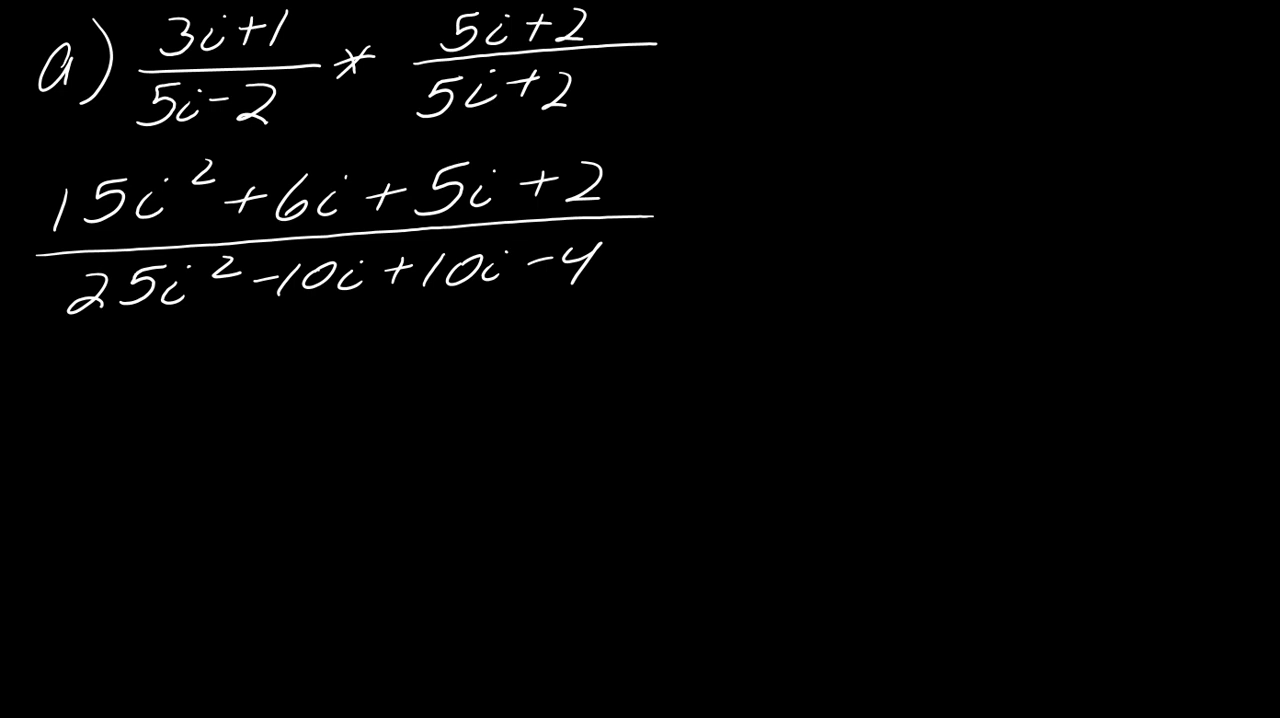 a) 3i+1 * 5i+2
5i-2 5i+2
15i² + 6i + 5i + 2
25i² - 10i + 10i - 4